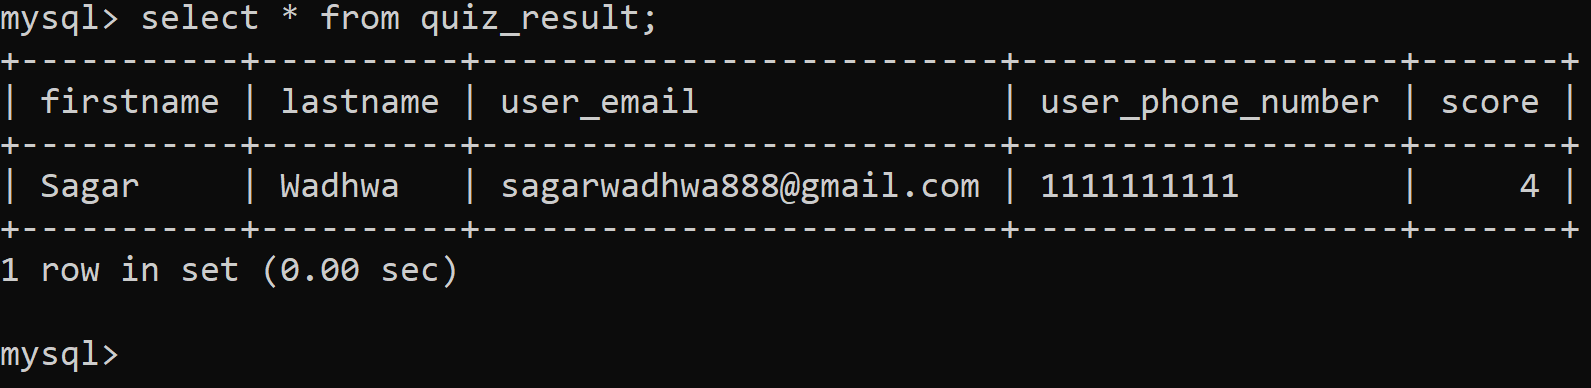 mysql> select * from quiz_result;
+-----------+----------+--------------------------+-------------------+-------+
| firstname | lastname | user_email               | user_phone_number | score |
+-----------+----------+--------------------------+-------------------+-------+
| Sagar     | Wadhwa   | sagarwadhwa888@gmail.com | 1111111111        |     4 |
+-----------+----------+--------------------------+-------------------+-------+
1 row in set (0.00 sec)
mysql>